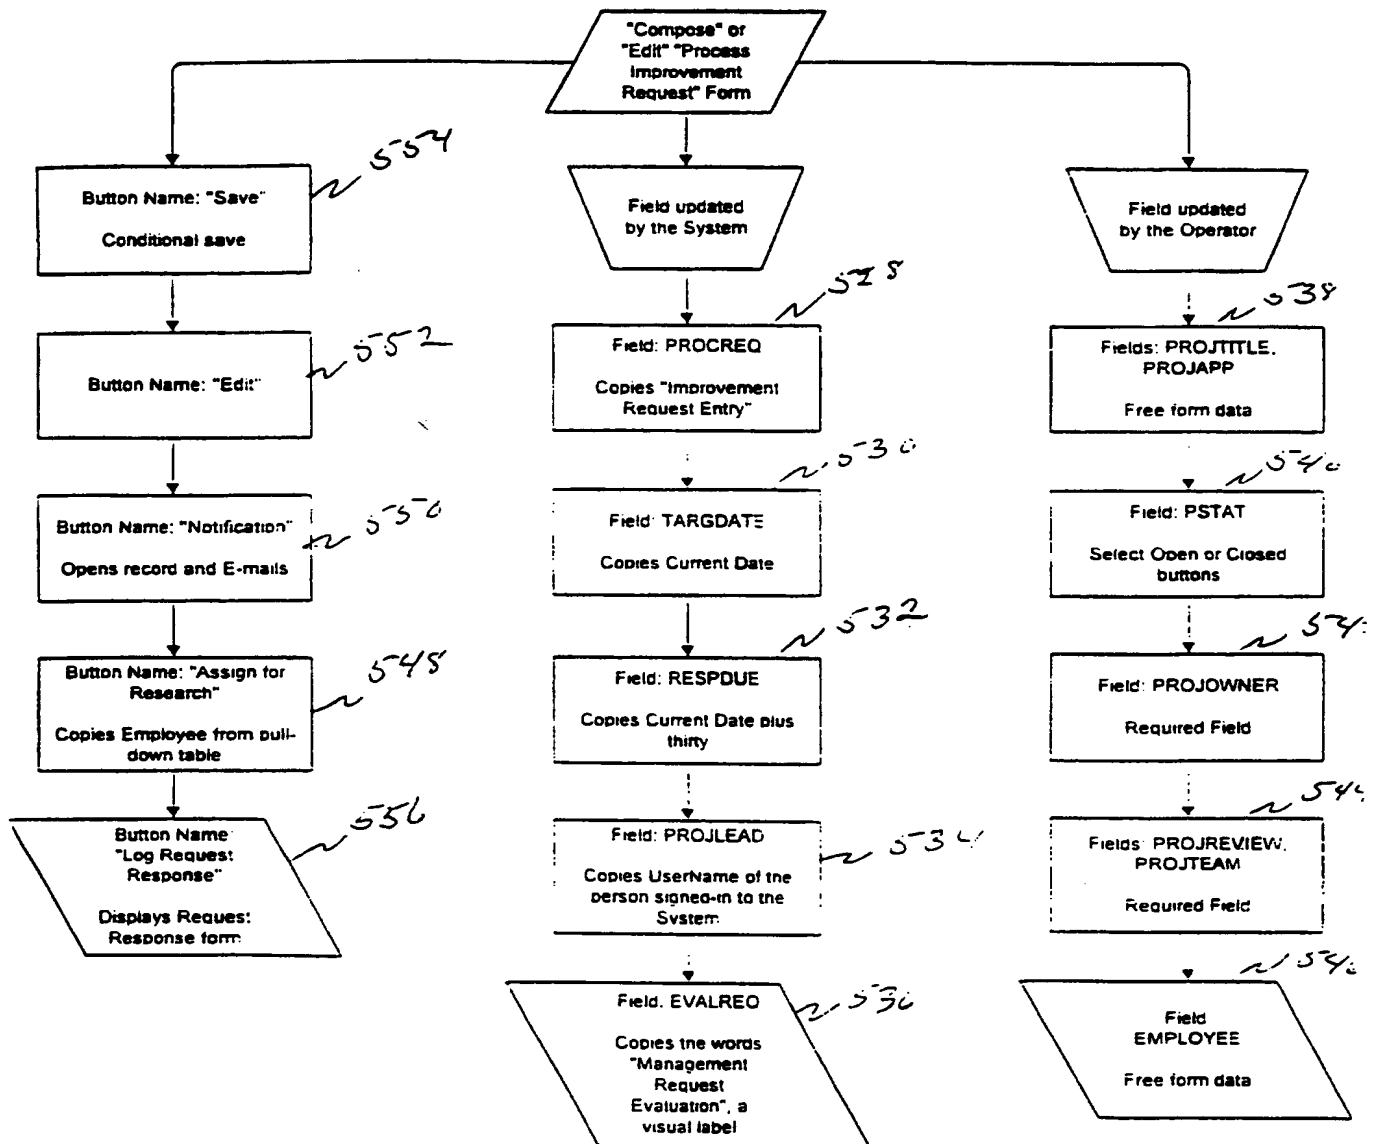 "Compose" or
"Edit" "Process
Improvement
Request" Form
554
Button Name: "Save"
Conditional save
552
Button Name: "Edit"
550
Button Name: "Notification"
Opens record and E-mails
548
Button Name: "Assign for
Research"
Copies Employee from pull-
down table
556
Button Name
"Log Request
Response"
Displays Request
Response form
Field updated
by the System
528
Field: PROCREQ
Copies "Improvement
Request Entry"
530
Field: TARGDATE
Copies Current Date
532
Field: RESPDUE
Copies Current Date plus
thirty
534
Field: PROJLEAD
Copies UserName of the
person signed-in to the
System
536
Field. EVALREQ
Copies the words
"Management
Request
Evaluation", a
visual label
Field updated
by the Operator
538
Fields: PROJTITLE,
PROJAPP
Free form data
540
Field: PSTAT
Select Open or Closed
buttons
Field: PROJOWNER
Required Field
Fields: PROJREVIEW,
PROJTEAM
Required Field
Field
EMPLOYEE
Free form data